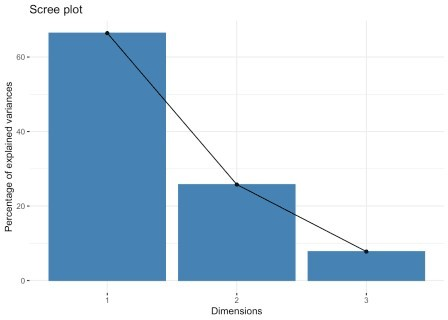 Scree plot
Percentage of explained variances
60
40
20
0
1 2 3
Dimensions